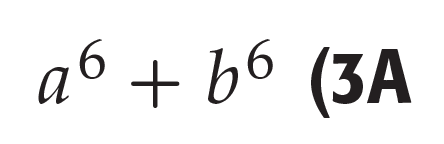 a⁶ + b⁶ (3A